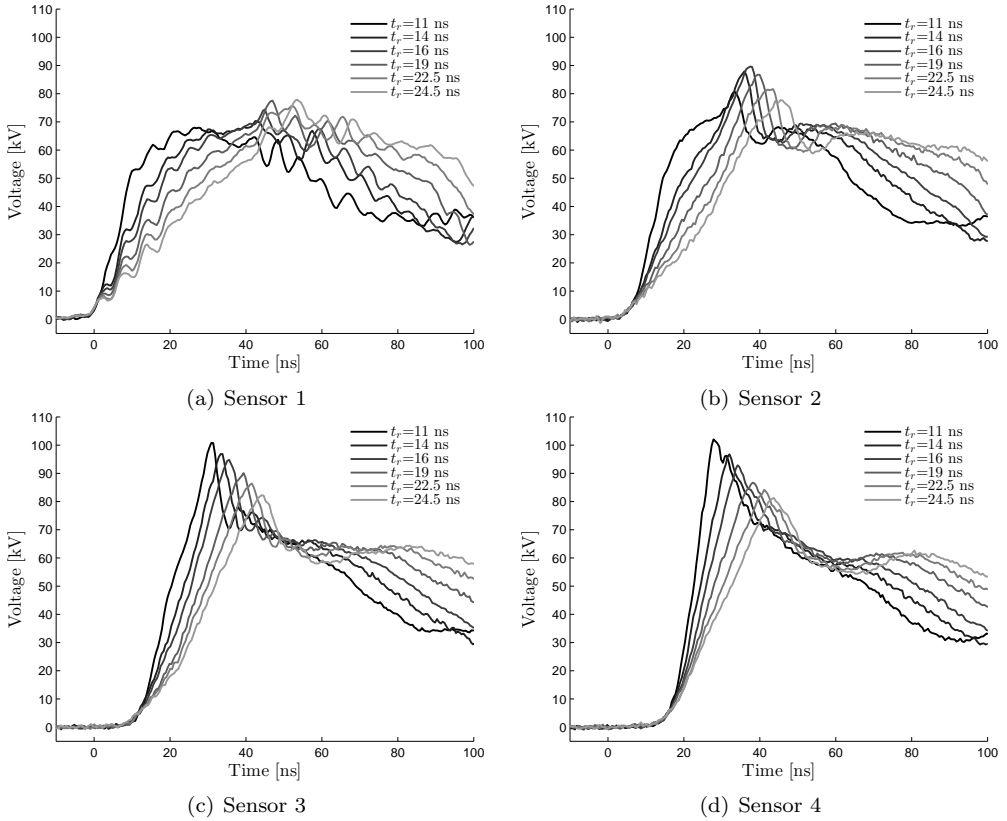 110
100
90
80
70
60
50
40
30
20
10
0
Voltage [kV]
t_r=11 ns
t_r=14 ns
t_r=16 ns
t_r=19 ns
t_r=22.5 ns
t_r=24.5 ns
0 20 40 60 80 100
Time [ns]
(a) Sensor 1
110
100
90
80
70
60
50
40
30
20
10
0
Voltage [kV]
t_r=11 ns
t_r=14 ns
t_r=16 ns
t_r=19 ns
t_r=22.5 ns
t_r=24.5 ns
0 20 40 60 80 100
Time [ns]
(b) Sensor 2
110
100
90
80
70
60
50
40
30
20
10
0
Voltage [kV]
t_r=11 ns
t_r=14 ns
t_r=16 ns
t_r=19 ns
t_r=22.5 ns
t_r=24.5 ns
0 20 40 60 80 100
Time [ns]
(c) Sensor 3
110
100
90
80
70
60
50
40
30
20
10
0
Voltage [kV]
t_r=11 ns
t_r=14 ns
t_r=16 ns
t_r=19 ns
t_r=22.5 ns
t_r=24.5 ns
0 20 40 60 80 100
Time [ns]
(d) Sensor 4